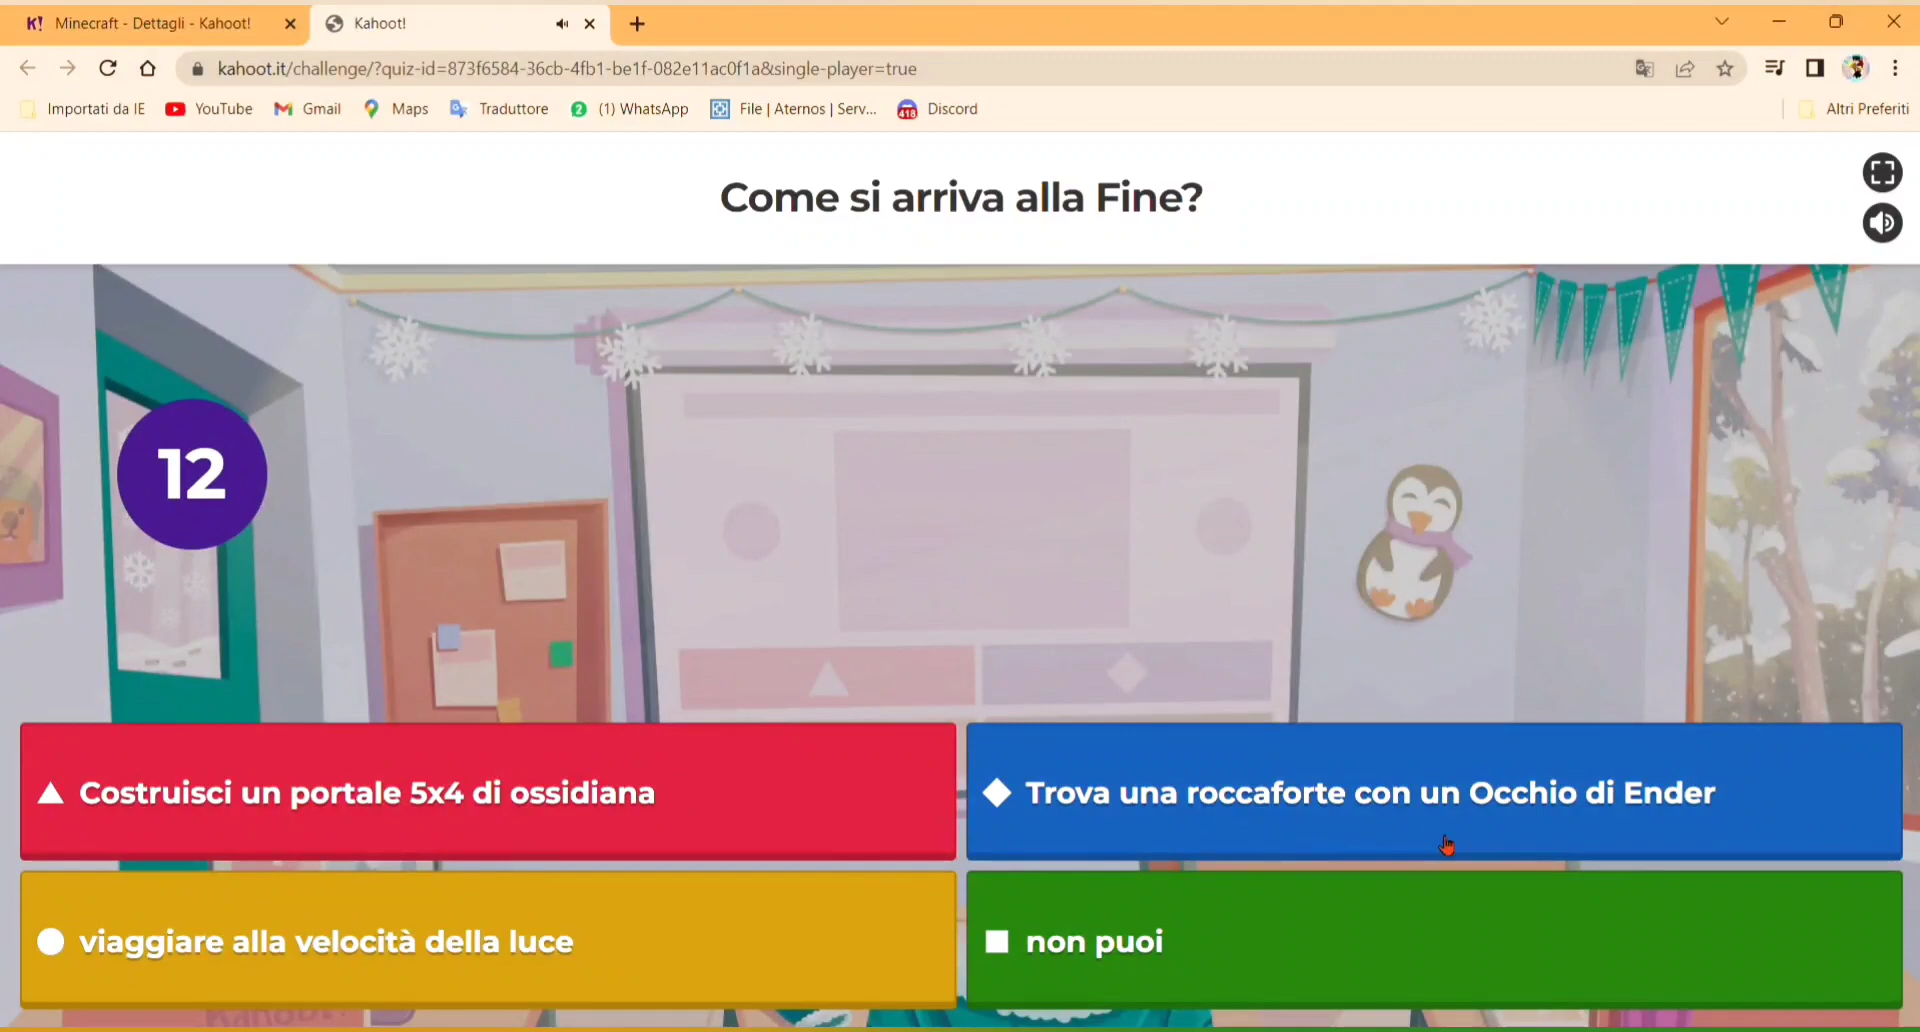 K! Minecraft - Dettagli - Kahoot!
Kahoot!
kahoot.it/challenge/?quiz-id=873f6584-36cb-4fb1-be1f-082e11ac0f1a&single-player=true
Importati da IE
YouTube
Gmail
Maps
Traduttore
2 (1) WhatsApp
File | Aternos | Serv...
418 Discord
Altri Preferiti
Come si arriva alla Fine?
12
Costruisci un portale 5x4 di ossidiana
Trova una roccaforte con un Occhio di Ender
viaggiare alla velocità della luce
non puoi